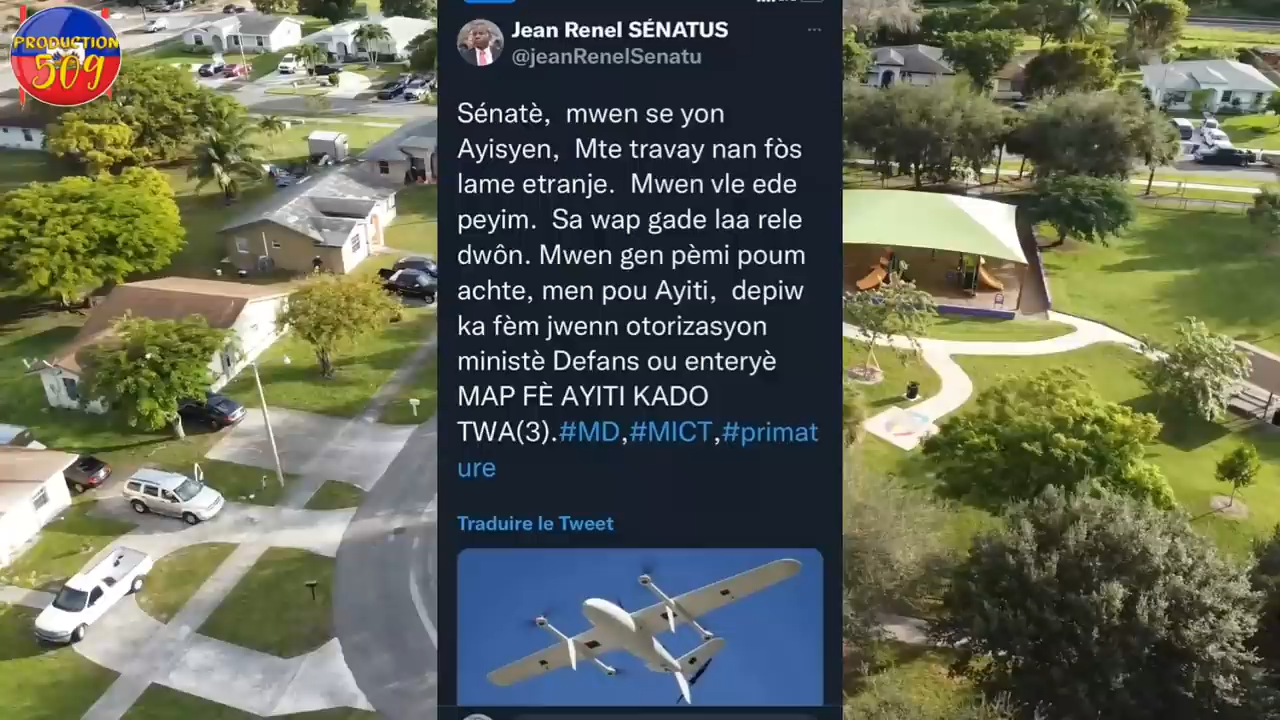 PRODUCTION
509
Jean Renel SÉNATUS
@jeanRenelSenatu
Sénatè, mwen se yon
Ayisyen, Mte travay nan fòs
lame etranje. Mwen vle ede
peyim. Sa wap gade laa rele
dwôn. Mwen gen pèmi poum
achte, men pou Ayiti, depiw
ka fèm jwenn otorizasyon
ministè Defans ou enteryè
MAP FÈ AYITI KADO
TWA(3).#MD,#MICT,#primat
ure
Traduire le Tweet